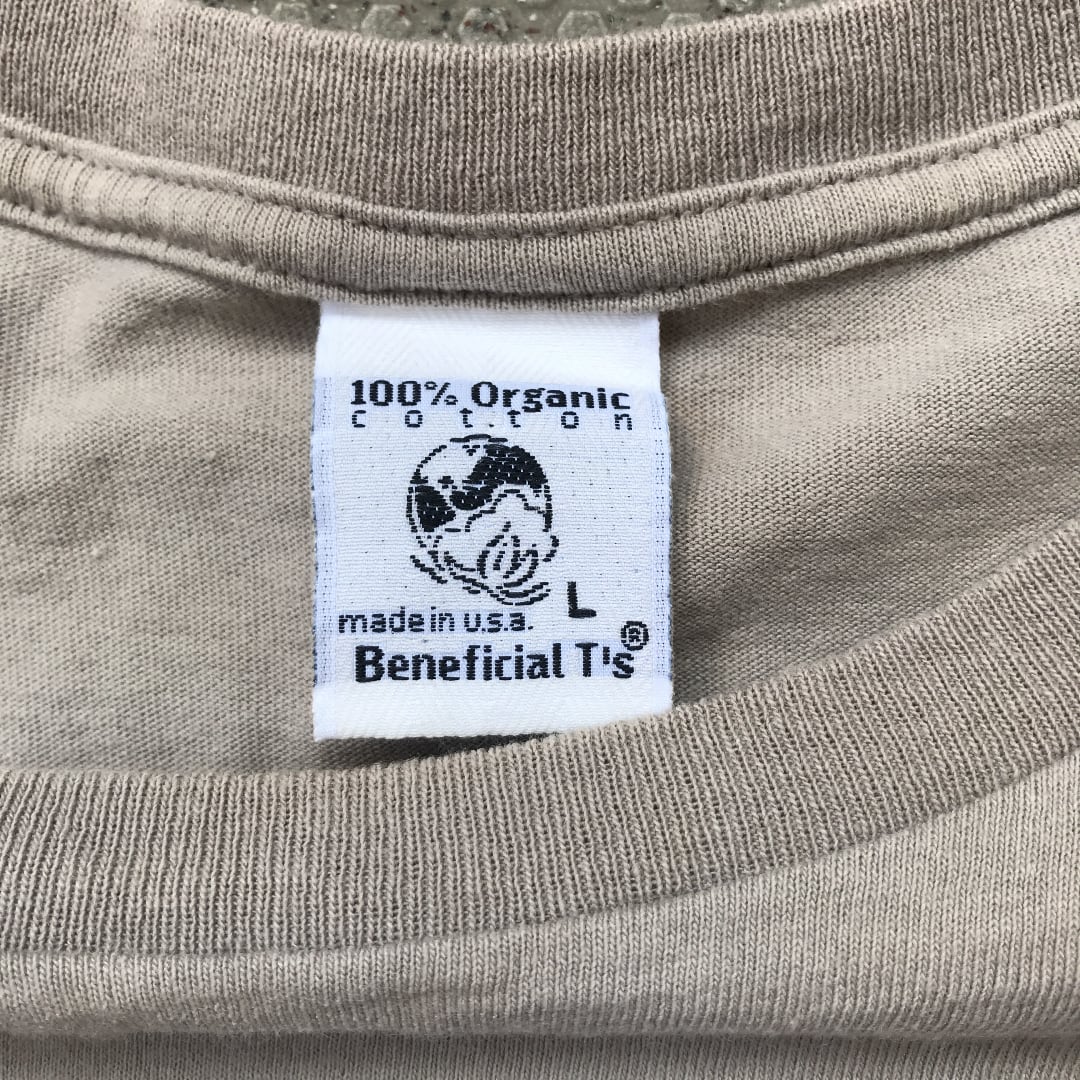 100% Organic
cotton
L
made in u.s.a.
Beneficial T's®